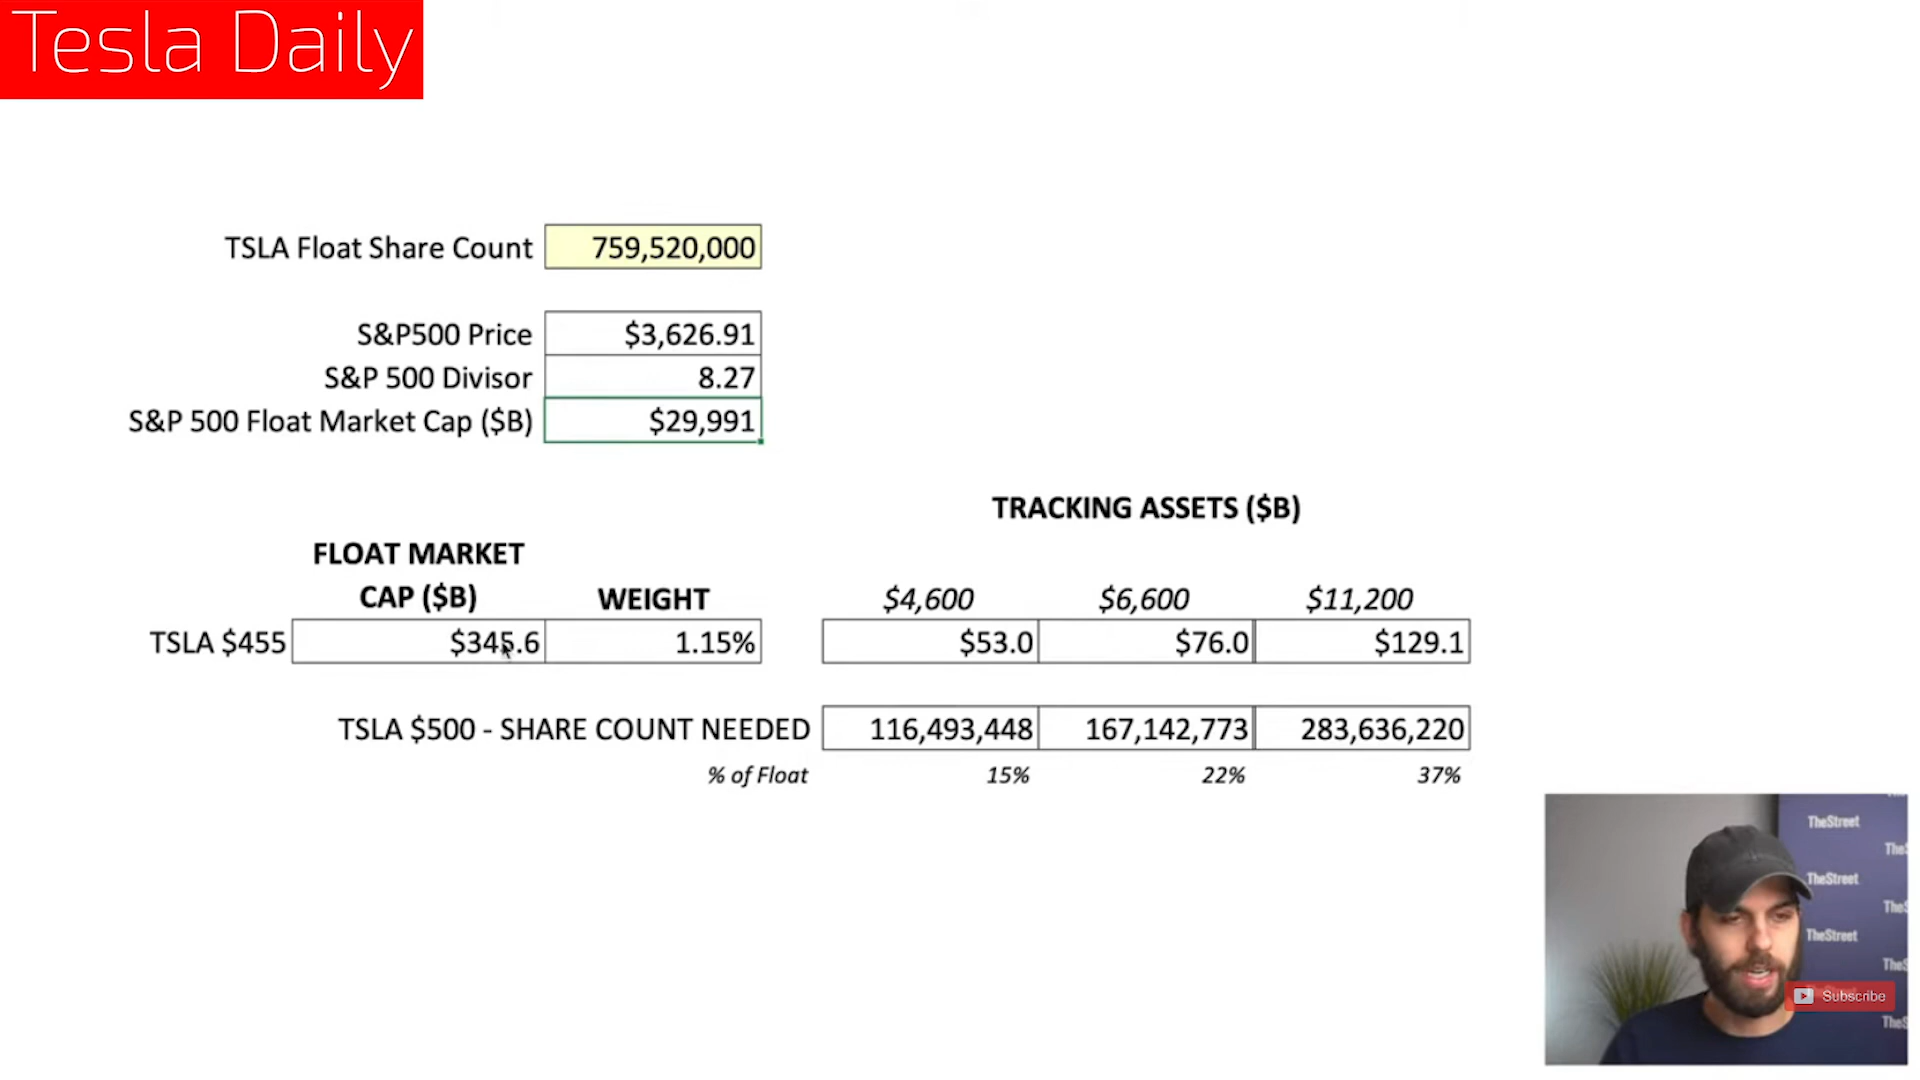 Tesla Daily
TSLA Float Share Count 759,520,000
S&P500 Price $3,626.91
S&P 500 Divisor 8.27
S&P 500 Float Market Cap ($B) $29,991
TRACKING ASSETS ($B)
FLOAT MARKET
CAP ($B) WEIGHT $4,600 $6,600 $11,200
TSLA $455 $345.6 1.15% $53.0 $76.0 $129.1
TSLA $500 - SHARE COUNT NEEDED 116,493,448 167,142,773 283,636,220
% of Float 15% 22% 37%
TheStreet
TheStreet
TheStreet
Subscribe